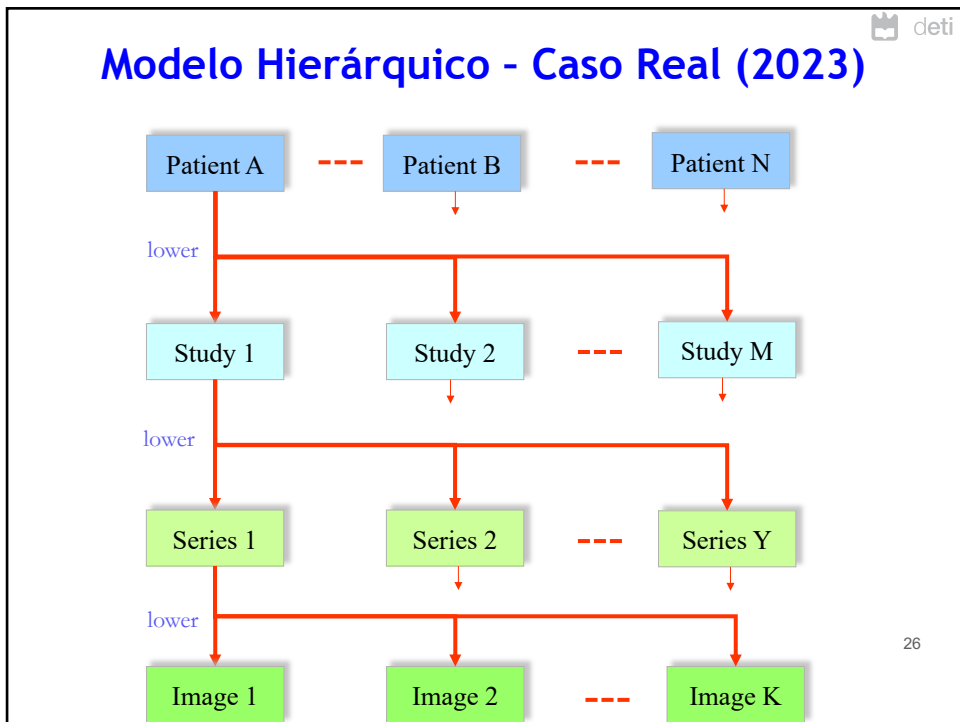 deti
Modelo Hierárquico – Caso Real (2023)
Patient A --- Patient B --- Patient N
lower
Study 1 Study 2 --- Study M
lower
Series 1 Series 2 --- Series Y
lower
26
Image 1 Image 2 --- Image K